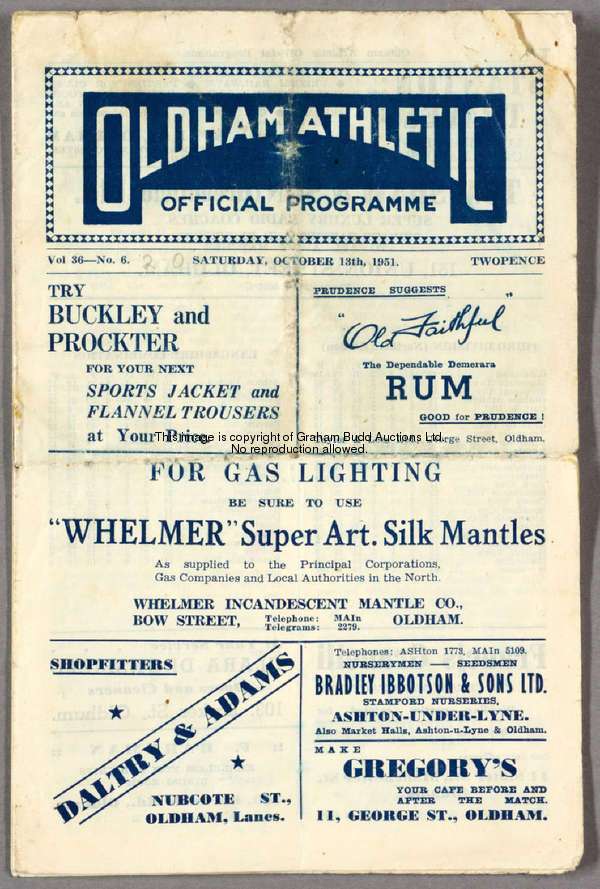 OLDHAM ATHLETIC
OFFICIAL PROGRAMME
Vol 36—No. 6. SATURDAY, OCTOBER 13th, 1951. TWOPENCE
TRY
BUCKLEY and
PROCKTER
FOR YOUR NEXT
SPORTS JACKET and
FLANNEL TROUSERS
at Your Price
PRUDENCE SUGGESTS
"Old Faithful"
The Dependable Demerara
RUM
GOOD for PRUDENCE !
George Street, Oldham.
This image is copyright of Graham Budd Auctions Ltd.
No reproduction allowed.
FOR GAS LIGHTING
BE SURE TO USE
"WHELMER" Super Art. Silk Mantles
As supplied to the Principal Corporations,
Gas Companies and Local Authorities in the North.
WHELMER INCANDESCENT MANTLE CO.,
BOW STREET, Telephone: MAIn OLDHAM.
Telegrams: 2279.
SHOPFITTERS
DALTRY & ADAMS
NUBCOTE ST.,
OLDHAM, Lancs.
Telephones: ASHton 1773, MAIn 5109.
NURSERYMEN SEEDSMEN
BRADLEY IBBOTSON & SONS LTD.
STAMFORD NURSERIES,
ASHTON-UNDER-LYNE.
Also Market Halls, Ashton-u-Lyne & Oldham.
MAKE
GREGORY'S
YOUR CAFE BEFORE AND
AFTER THE MATCH.
11, GEORGE ST., OLDHAM.